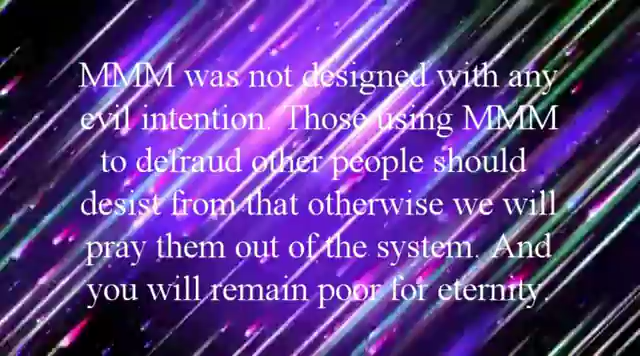 MMM was not designed with any
evil intention. Those using MMM
to defraud other people should
desist from that otherwise we will
pray them out of the system. And
you will remain poor for eternity.